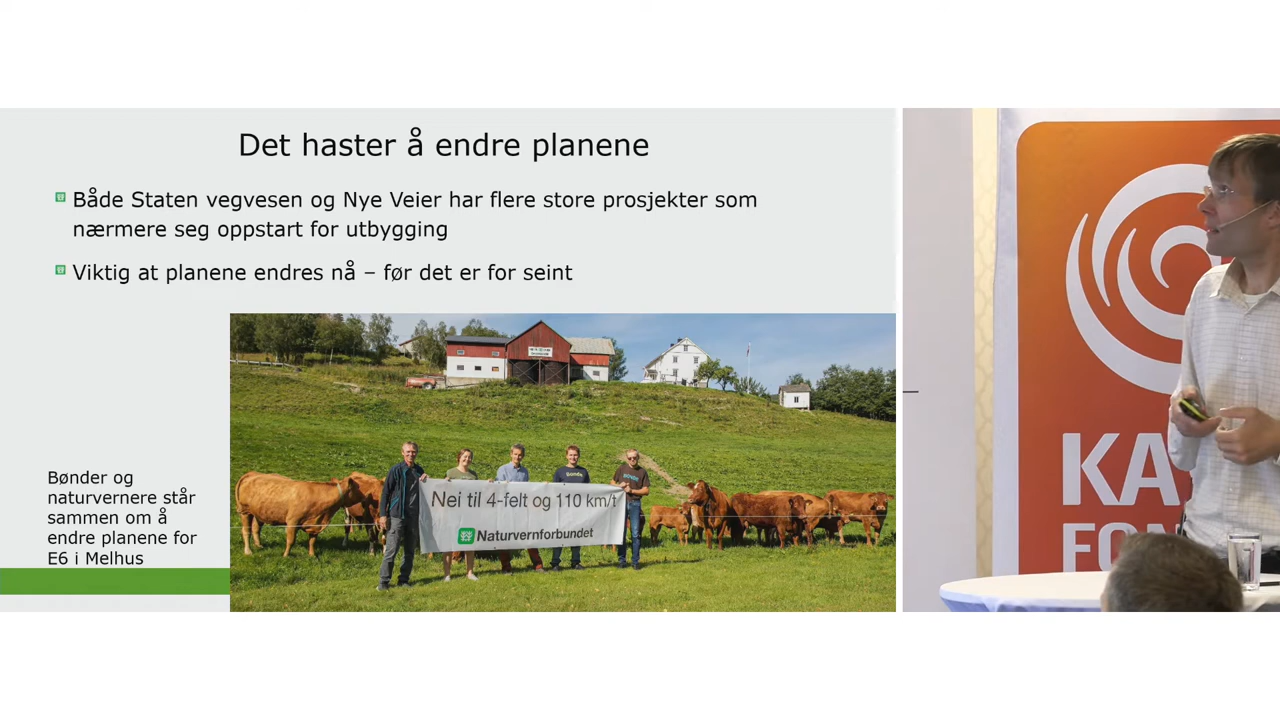 Det haster å endre planene
Både Staten vegvesen og Nye Veier har flere store prosjekter som
nærmere seg oppstart for utbygging
Viktig at planene endres nå – før det er for seint
Bønder og
naturvernere står
sammen om å
endre planene for
E6 i Melhus
Nei til 4-felt og 110 km/t
Naturvernforbundet
KA
FO